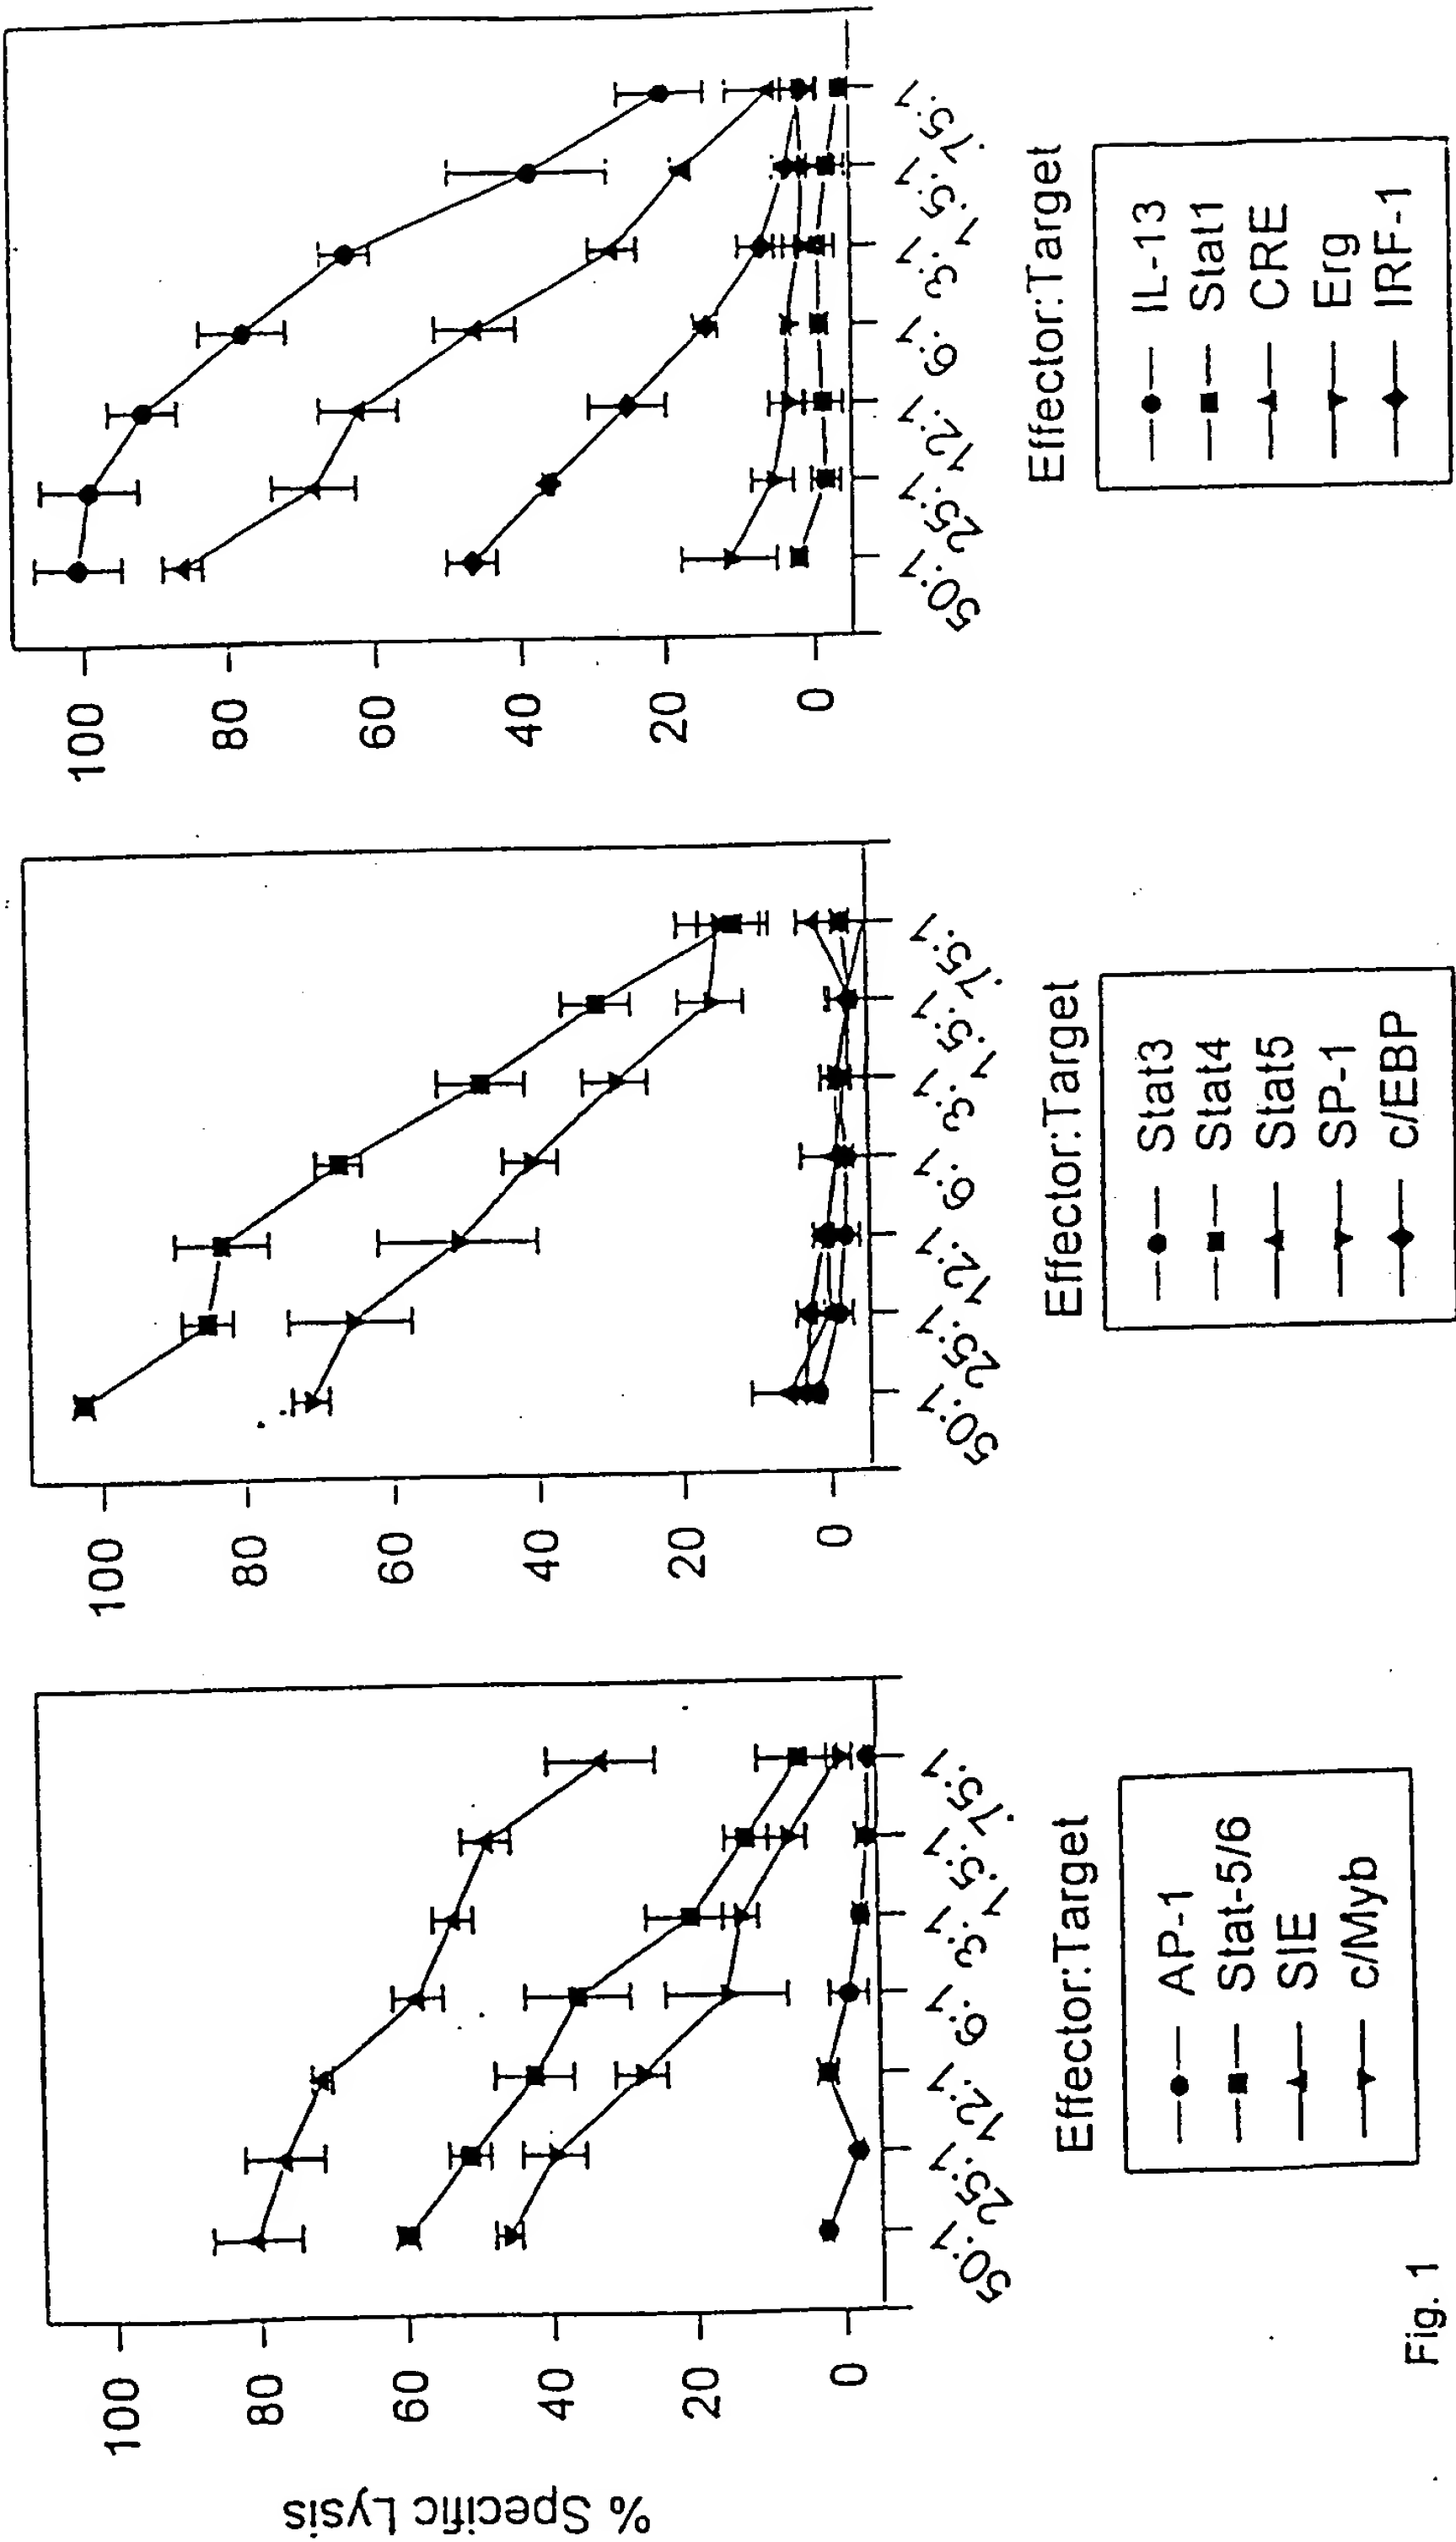 % Specific Lysis
100
80
60
40
20
0
50:1 25:1 12:1 6:1 3:1 1.5:1 .75:1
Effector:Target
AP-1
Stat-5/6
SIE
c/Myb
100
80
60
40
20
0
50:1 25:1 12:1 6:1 3:1 1.5:1 .75:1
Effector:Target
Stat3
Stat4
Stat5
SP-1
c/EBP
100
80
60
40
20
0
50:1 25:1 12:1 6:1 3:1 1.5:1 .75:1
Effector:Target
IL-13
Stat1
CRE
Erg
IRF-1
Fig. 1